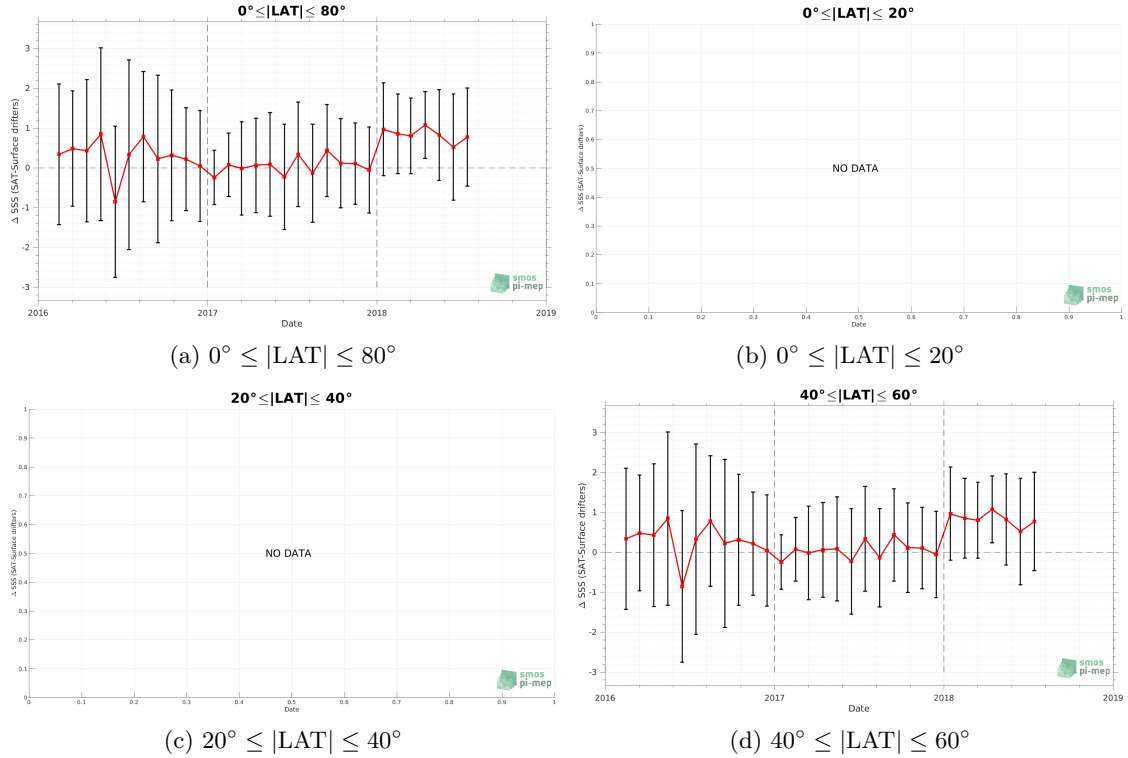 0°≤|LAT|≤ 80°
Δ SSS (SAT-Surface drifters)
3
2
1
0
-1
-2
-3
2016
2017
2018
2019
Date
smos
pi-mep
(a) 0° ≤ |LAT| ≤ 80°
0°≤|LAT|≤ 20°
Δ SSS (SAT-Surface drifters)
1
0.9
0.8
0.7
0.6
0.5
0.4
0.3
0.2
0.1
0
NO DATA
0
0.1
0.2
0.3
0.4
0.5
0.6
0.7
0.8
0.9
1
Date
smos
pi-mep
(b) 0° ≤ |LAT| ≤ 20°
20°≤|LAT|≤ 40°
Δ SSS (SAT-Surface drifters)
1
0.9
0.8
0.7
0.6
0.5
0.4
0.3
0.2
0.1
0
NO DATA
0
0.1
0.2
0.3
0.4
0.5
0.6
0.7
0.8
0.9
1
Date
smos
pi-mep
(c) 20° ≤ |LAT| ≤ 40°
40°≤|LAT|≤ 60°
Δ SSS (SAT-Surface drifters)
3
2
1
0
-1
-2
-3
2016
2017
2018
2019
Date
smos
pi-mep
(d) 40° ≤ |LAT| ≤ 60°